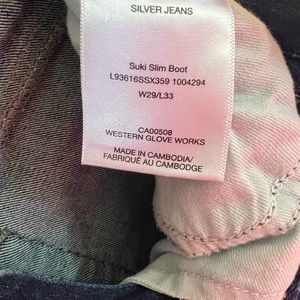 SILVER JEANS
Suki Slim Boot
L93616SSX359 1004294
W29/L33
CA00508
WESTERN GLOVE WORKS
MADE IN CAMBODIA/
FABRIQUÉ AU CAMBODGE